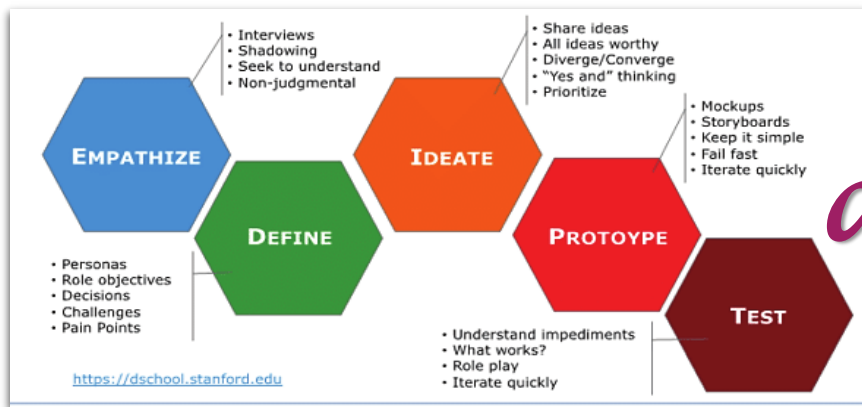 • Interviews
• Shadowing
• Seek to understand
• Non-judgmental
EMPATHIZE
• Personas
• Role objectives
• Decisions
• Challenges
• Pain Points
DEFINE
• Share ideas
• All ideas worthy
• Diverge/Converge
• “Yes and” thinking
• Prioritize
IDEATE
• Mockups
• Storyboards
• Keep it simple
• Fail fast
• Iterate quickly
PROTOYPE
• Understand impediments
• What works?
• Role play
• Iterate quickly
TEST
https://dschool.stanford.edu